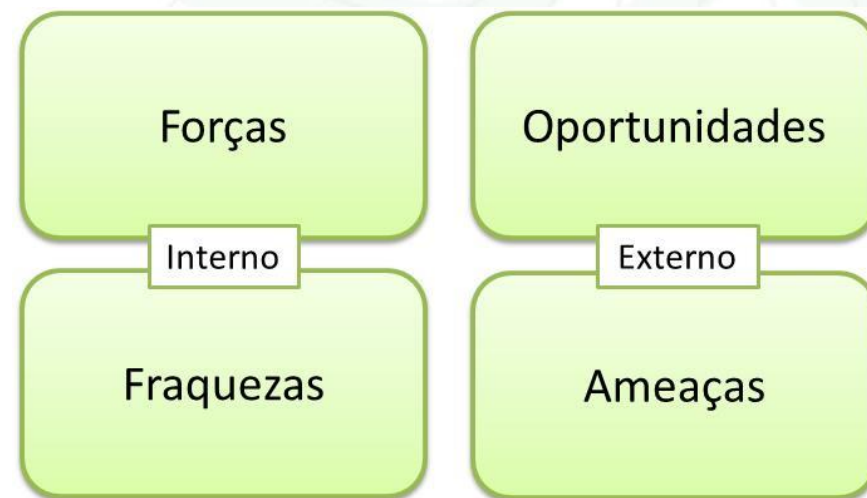 Forças
Oportunidades
Interno
Externo
Fraquezas
Ameaças